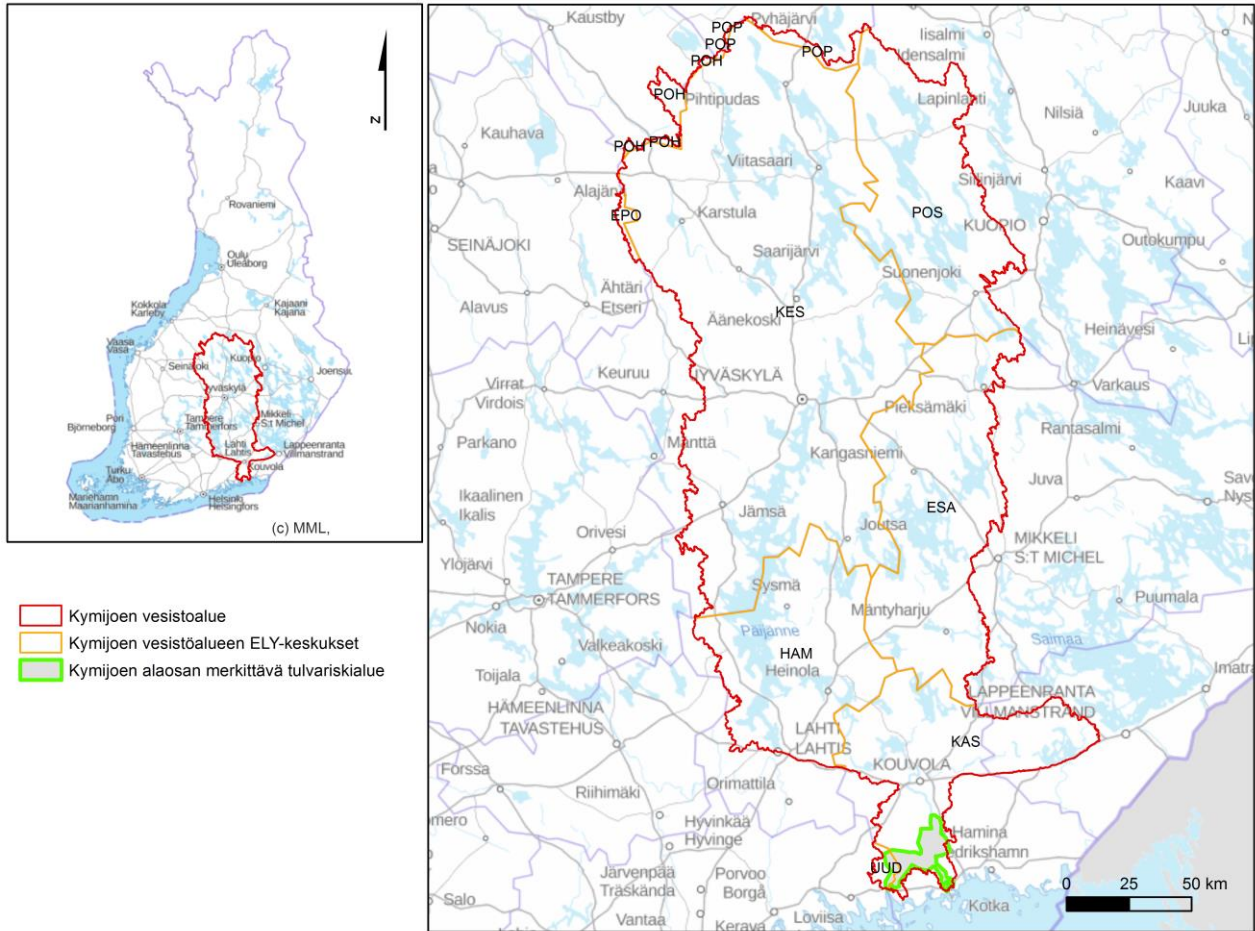 N
Rovaniemi
Oulu
Uleåborg
Kajaani
Kajana
Kokkola
Karleby
Vaasa
Vasa
Seinäjoki
Kuopio
Joensuu
Jyväskylä
Pori
Björneborg
Tampere
Tammerfors
Mikkeli
S:t Michel
Hämeenlinna
Tavastehus
Lahti
Lahtis
Lappeenranta
Villmanstrand
Kouvola
Turku
Åbo
Helsinki
Helsingfors
Mariehamn
Maarianhamina
(c) MML,
Kymijoen vesistoalue
Kymijoen vesistöalueen ELY-keskukset
Kymijoen alaosan merkittävä tulvariskialue
Kaustby
POP
Pyhäjärvi
POP
POP
POH
Iisalmi
Idensalmi
POH
Pihtipudas
Lapinlahti
Nilsiä
Juuka
Kauhava
POH
POH
Viitasaari
Siilinjärvi
Kaavi
Alajärvi
EPO
Karstula
POS
KUOPIO
SEINÄJOKI
Saarijärvi
Outokumpu
Suonenjoki
Ähtäri
Etseri
Alavus
Äänekoski
KES
Heinävesi
Keuruu
JYVÄSKYLÄ
Virrat
Virdois
Pieksämäki
Varkaus
Parkano
Mänttä
Kangasniemi
Rantasalmi
Ikaalinen
Ikalis
Juva
Jämsä
ESA
Orivesi
Joutsa
MIKKELI
S:T MICHEL
Ylöjärvi
TAMPERE
TAMMERFORS
Sysmä
Mäntyharju
Puumala
Nokia
Valkeakoski
Päijänne
Saimaa
HAM
Heinola
Toijala
Imatra
HÄMEENLINNA
TAVASTEHUS
LAPPEENRANTA
VILLMANSTRAND
LAHTI
LAHTIS
KAS
Forssa
KOUVOLA
Orimattila
Riihimäki
Hyvinkää
Hyvinge
Hamina
edrikshamn
UUD
Järvenpää
Träskända
Porvoo
Borgå
Salo
Vantaa
Kerava
Loviisa
Kotka
0 25 50 km